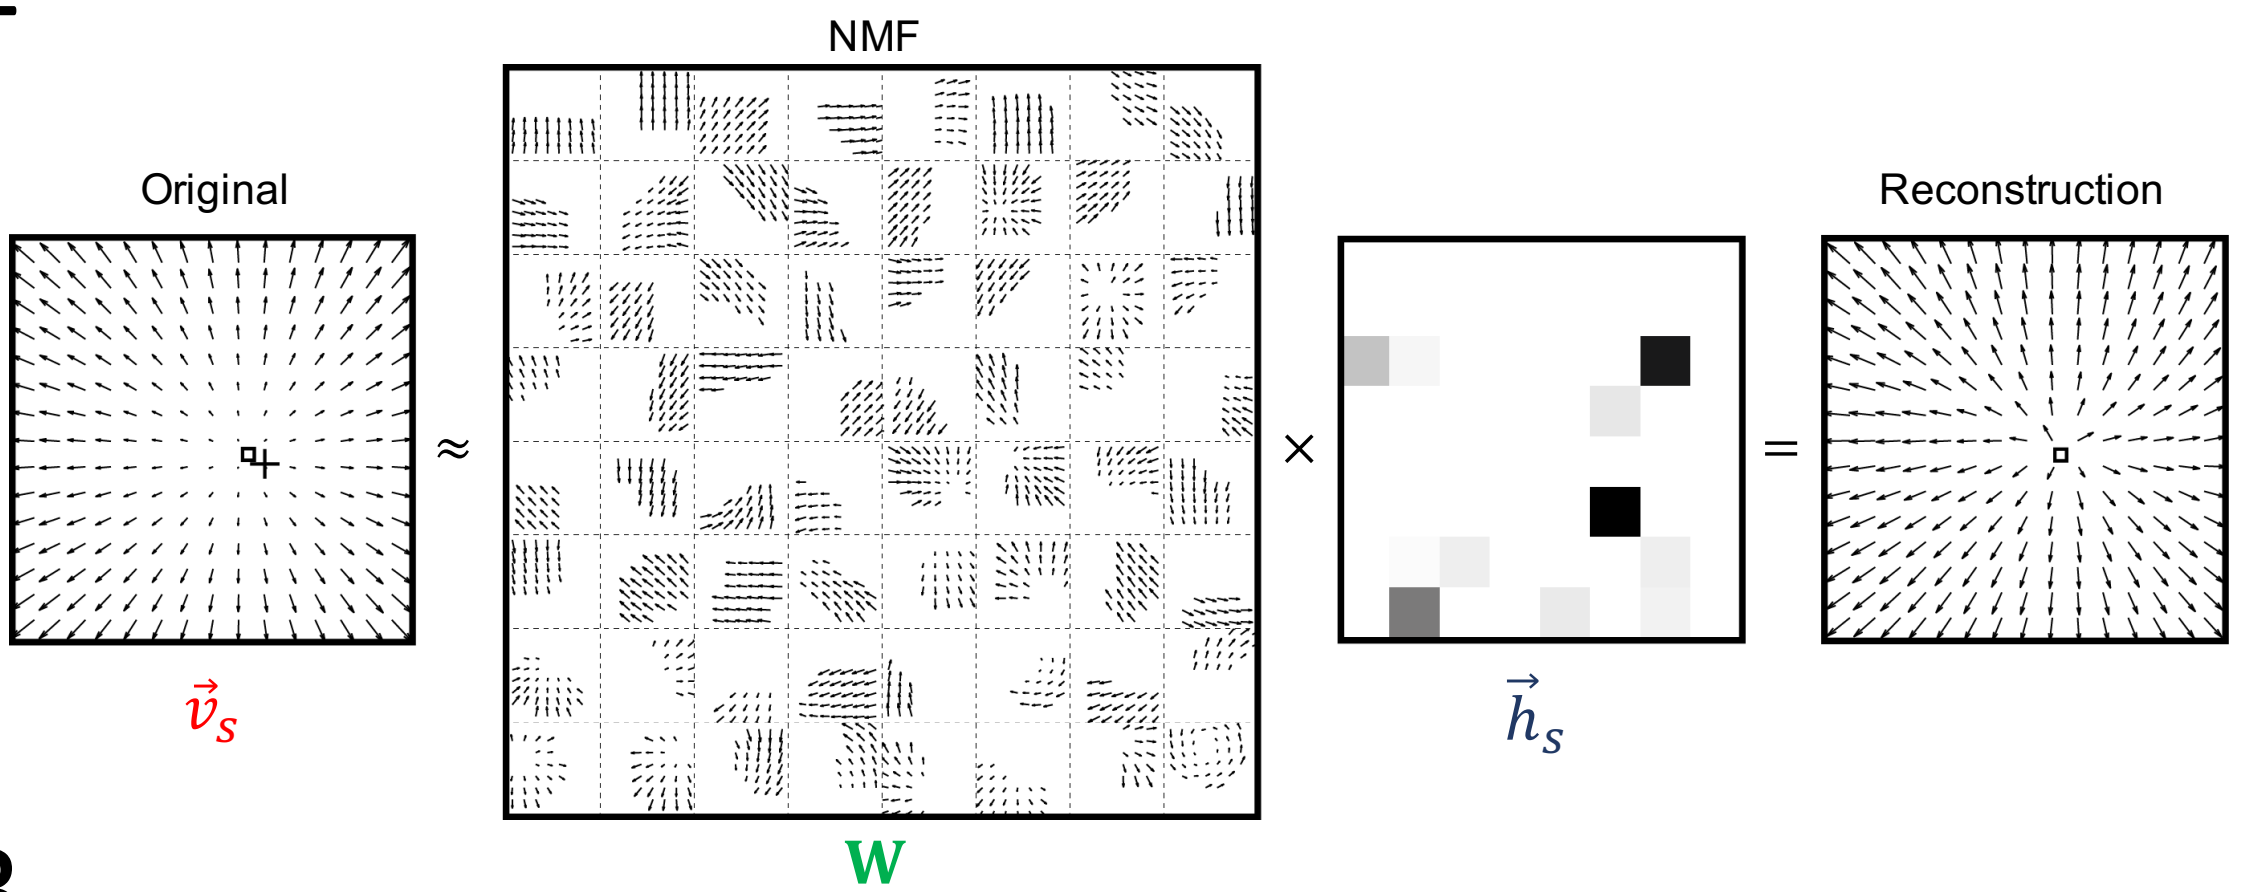 NMF
Original
Reconstruction
≈
×
=
v⃗ₛ
h⃗ₛ
W